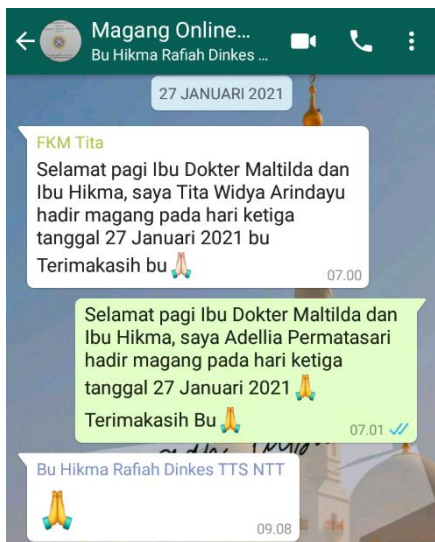 Magang Online...
Bu Hikma Rafiah Dinkes ...
27 JANUARI 2021
FKM Tita
Selamat pagi Ibu Dokter Maltilda dan
Ibu Hikma, saya Tita Widya Arindayu
hadir magang pada hari ketiga
tanggal 27 Januari 2021 bu
Terimakasih bu🙏
07.00
Selamat pagi Ibu Dokter Maltilda dan
Ibu Hikma, saya Adellia Permatasari
hadir magang pada hari ketiga
tanggal 27 Januari 2021🙏
Terimakasih Bu🙏
07.01
Bu Hikma Rafiah Dinkes TTS NTT
🙏
09.08